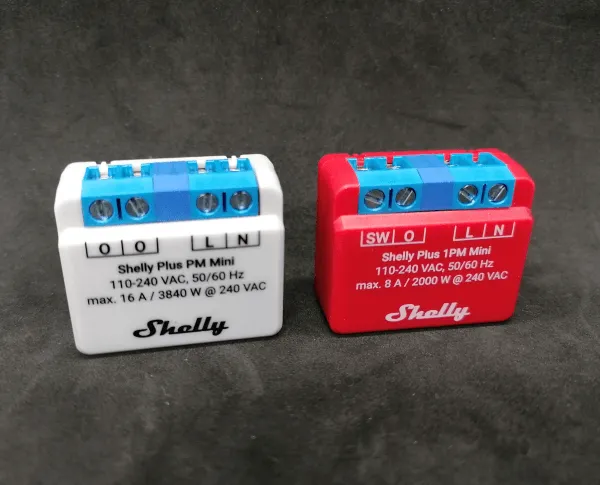 O O L N
Shelly Plus PM Mini
110-240 VAC, 50/60 Hz
max. 16 A / 3840 W @ 240 VAC
Shelly
SW O L N
Shelly Plus 1PM Mini
110-240 VAC, 50/60 Hz
max. 8 A / 2000 W @ 240 VAC
Shelly